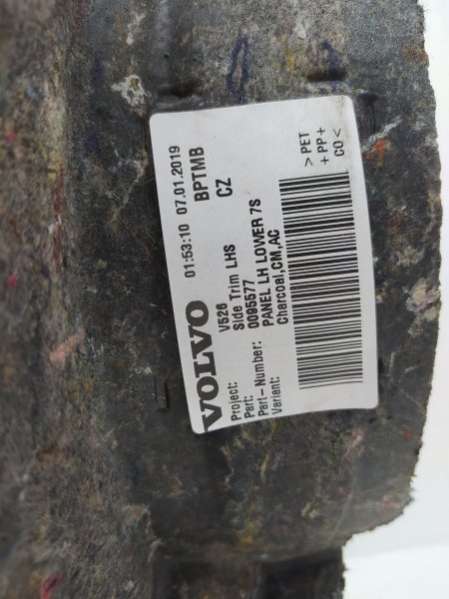 VOLVO
01:53:10 07.01.2019
BPTMB
CZ
Project: V526
Part: Side Trim LHS
Part-Number: 0095577
Variant: PANEL LH LOWER 7S
Charcoal,CM,AC
> PET
+ PP+
CO <